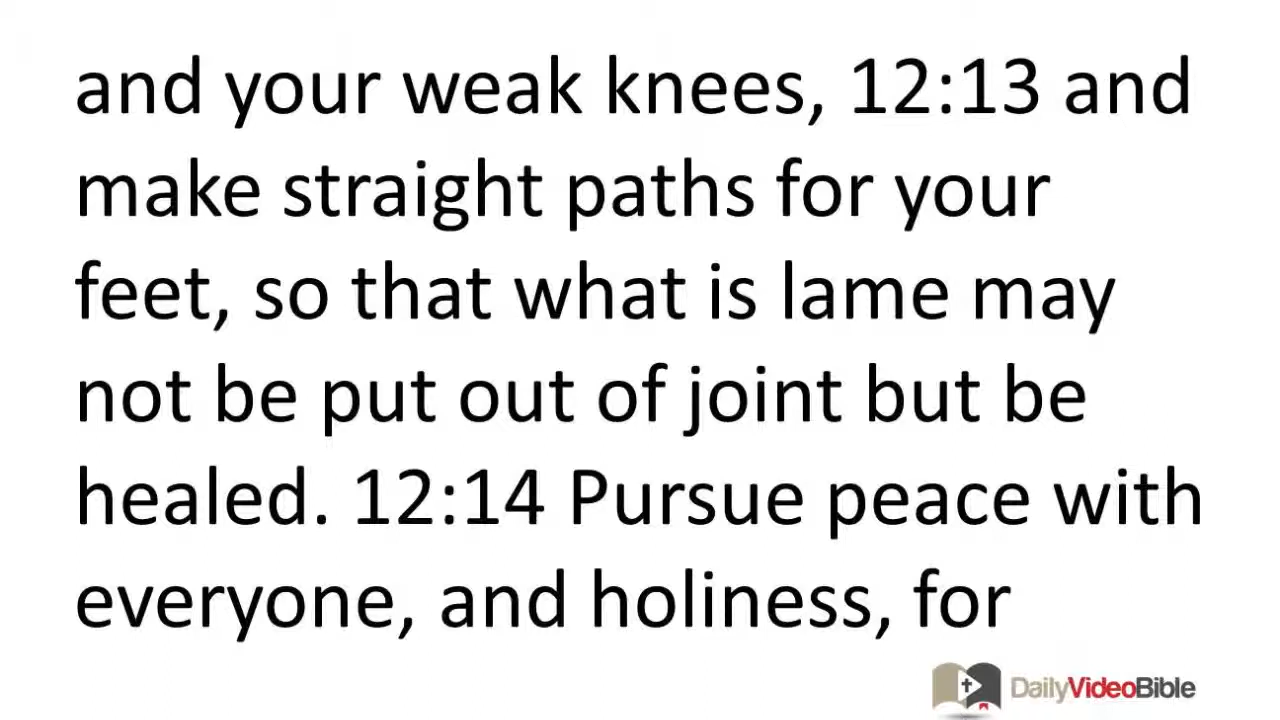 and your weak knees, 12:13 and
make straight paths for your
feet, so that what is lame may
not be put out of joint but be
healed. 12:14 Pursue peace with
everyone, and holiness, for
DailyVideoBible